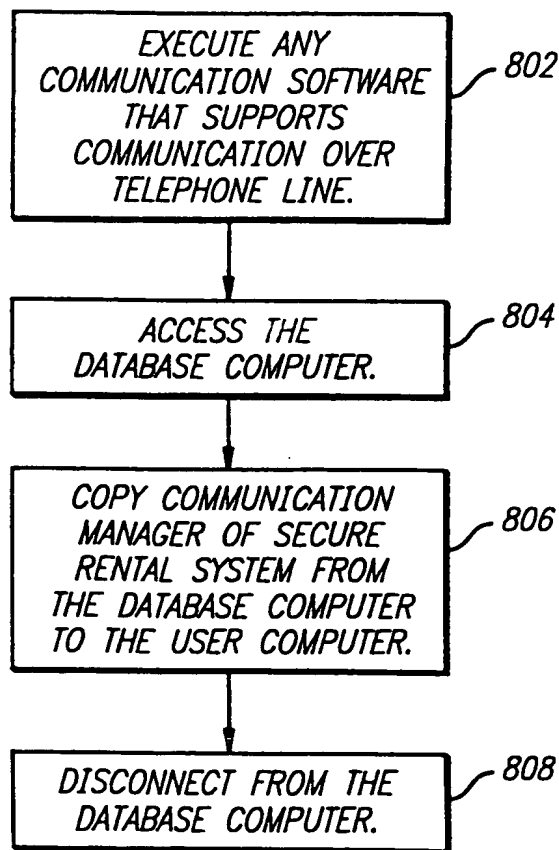 EXECUTE ANY
COMMUNICATION SOFTWARE
THAT SUPPORTS
COMMUNICATION OVER
TELEPHONE LINE.
802
ACCESS THE
DATABASE COMPUTER.
804
COPY COMMUNICATION
MANAGER OF SECURE
RENTAL SYSTEM FROM
THE DATABASE COMPUTER
TO THE USER COMPUTER.
806
DISCONNECT FROM THE
DATABASE COMPUTER.
808